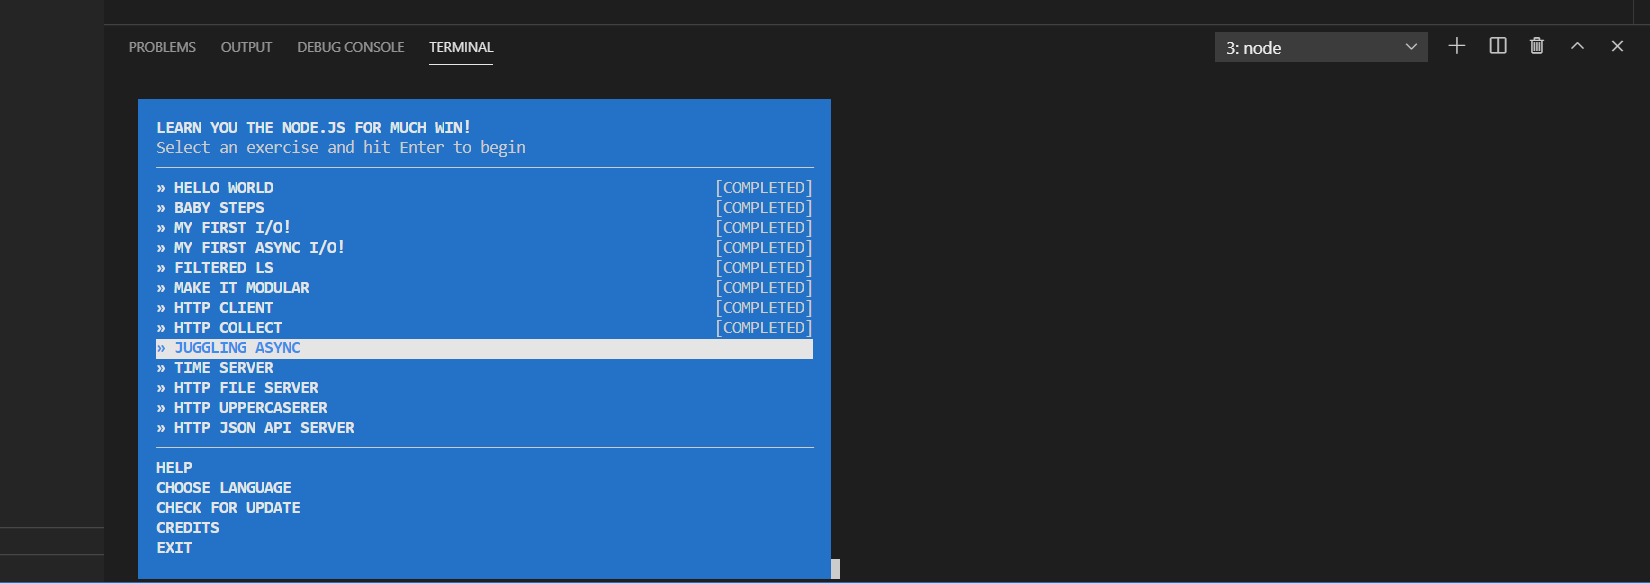 PROBLEMS OUTPUT DEBUG CONSOLE TERMINAL 3: node
LEARN YOU THE NODE.JS FOR MUCH WIN!
Select an exercise and hit Enter to begin
» HELLO WORLD [COMPLETED]
» BABY STEPS [COMPLETED]
» MY FIRST I/O! [COMPLETED]
» MY FIRST ASYNC I/O! [COMPLETED]
» FILTERED LS [COMPLETED]
» MAKE IT MODULAR [COMPLETED]
» HTTP CLIENT [COMPLETED]
» HTTP COLLECT [COMPLETED]
» JUGGLING ASYNC
» TIME SERVER
» HTTP FILE SERVER
» HTTP UPPERCASERER
» HTTP JSON API SERVER
HELP
CHOOSE LANGUAGE
CHECK FOR UPDATE
CREDITS
EXIT